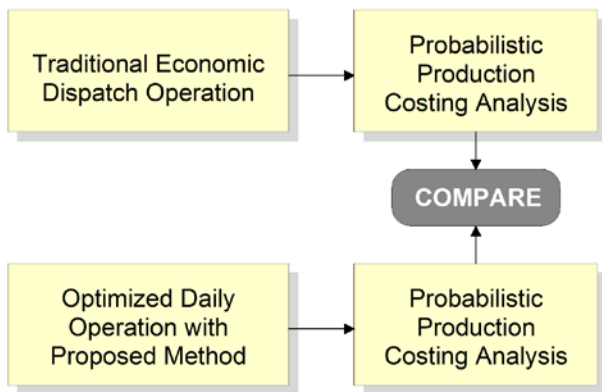 Traditional Economic
Dispatch Operation
Probabilistic
Production
Costing Analysis
COMPARE
Optimized Daily
Operation with
Proposed Method
Probabilistic
Production
Costing Analysis